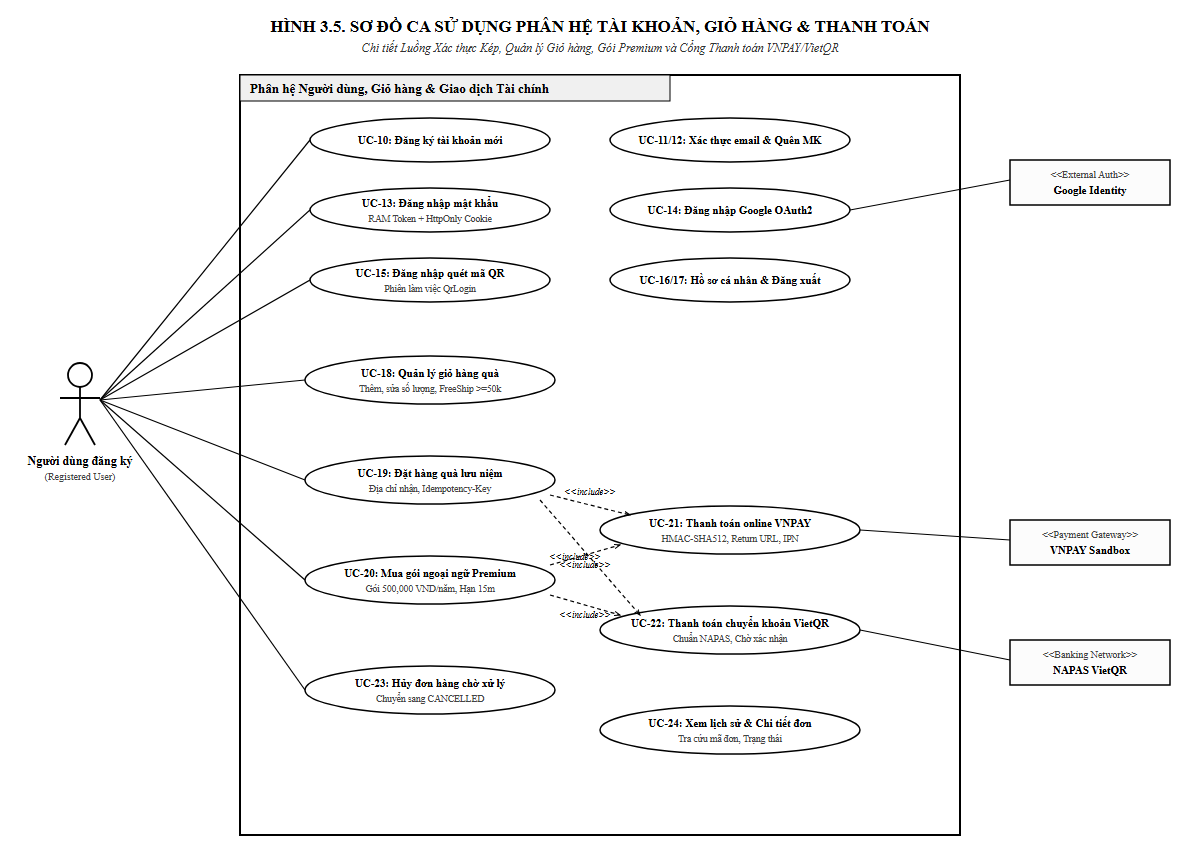 HÌNH 3.5. SƠ ĐỒ CA SỬ DỤNG PHÂN HỆ TÀI KHOẢN, GIỎ HÀNG & THANH TOÁN
Chi tiết Luồng Xác thực Kép, Quản lý Giỏ hàng, Gói Premium và Cổng Thanh toán VNPAY/VietQR
Phân hệ Người dùng, Giỏ hàng & Giao dịch Tài chính
UC-10: Đăng ký tài khoản mới
UC-11/12: Xác thực email & Quên MK
<<External Auth>>
Google Identity
UC-13: Đăng nhập mật khẩu
RAM Token + HttpOnly Cookie
UC-14: Đăng nhập Google OAuth2
UC-15: Đăng nhập quét mã QR
Phiên làm việc QrLogin
UC-16/17: Hồ sơ cá nhân & Đăng xuất
UC-18: Quản lý giỏ hàng quà
Thêm, sửa số lượng, FreeShip >=50k
Người dùng đăng ký
(Registered User)
UC-19: Đặt hàng quà lưu niệm
Địa chỉ nhận, Idempotency-Key
<<include>>
UC-21: Thanh toán online VNPAY
HMAC-SHA512, Return URL, IPN
<<Payment Gateway>>
VNPAY Sandbox
<<include>>
<<include>>
UC-20: Mua gói ngoại ngữ Premium
Gói 500,000 VND/năm, Hạn 15m
<<include>>
UC-22: Thanh toán chuyển khoản VietQR
Chuẩn NAPAS, Chờ xác nhận
<<Banking Network>>
NAPAS VietQR
UC-23: Hủy đơn hàng chờ xử lý
Chuyển sang CANCELLED
UC-24: Xem lịch sử & Chi tiết đơn
Tra cứu mã đơn, Trạng thái